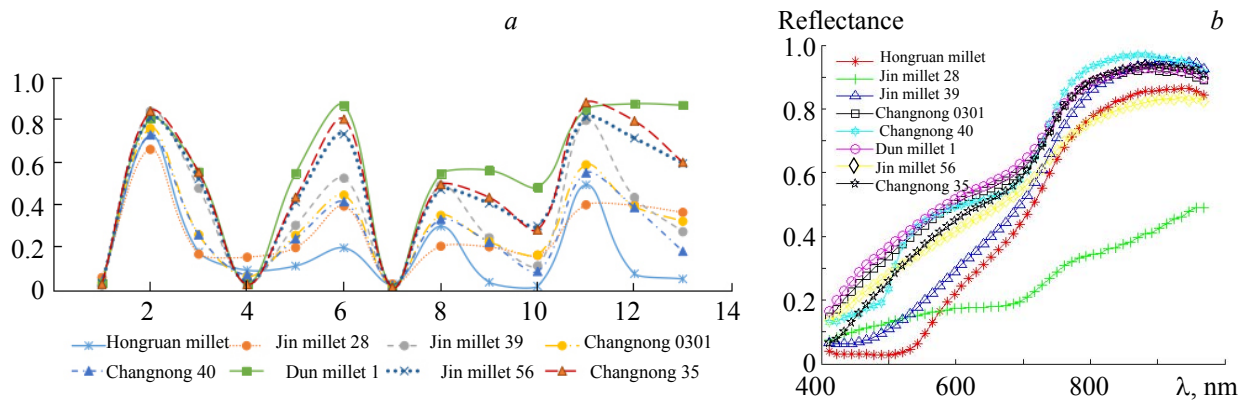 a
1.0
0.8
0.6
0.4
0.2
0
2 4 6 8 10 12 14
Hongruan millet Jin millet 28 Jin millet 39 Changnong 0301
Changnong 40 Dun millet 1 Jin millet 56 Changnong 35
Reflectance b
1.0
0.8
0.6
0.4
0.2
0
Hongruan millet
Jin millet 28
Jin millet 39
Changnong 0301
Changnong 40
Dun millet 1
Jin millet 56
Changnong 35
400 600 800 λ, nm